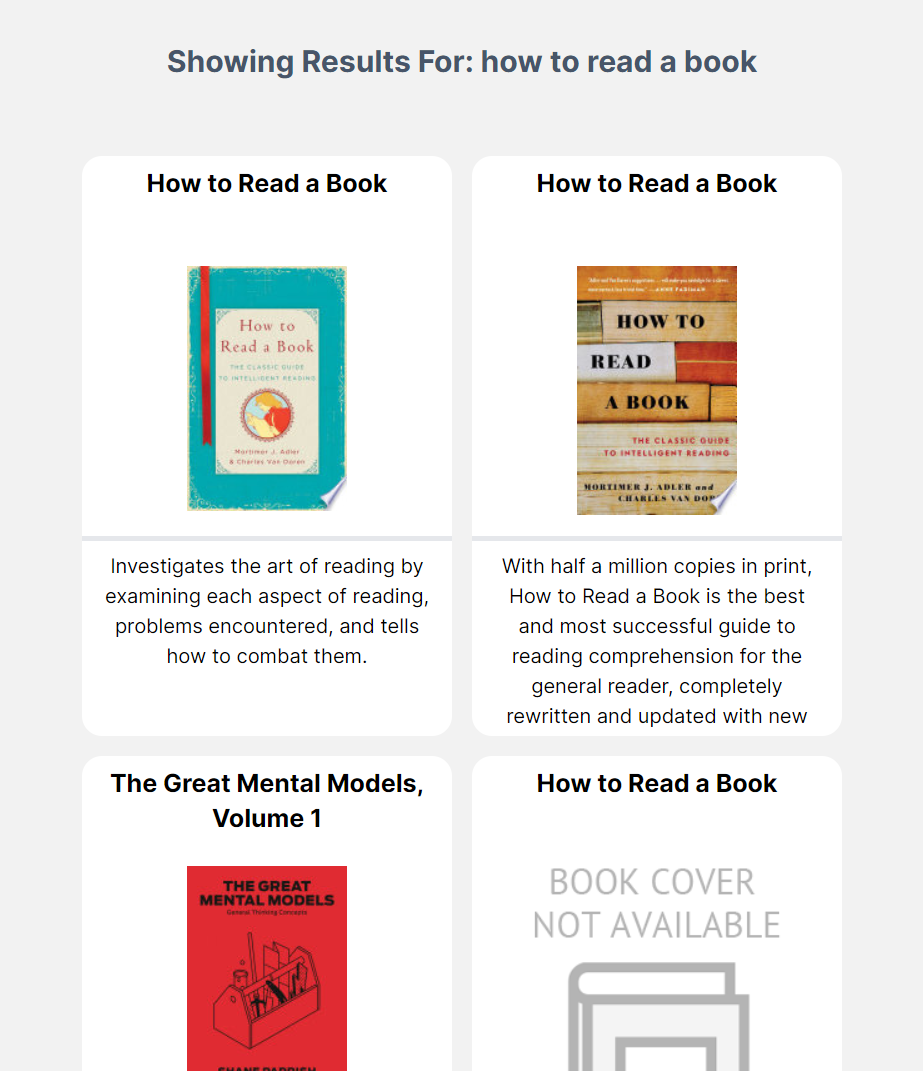 Showing Results For: how to read a book
How to Read a Book
How to
Read a Book
THE CLASSIC GUIDE
TO INTELLIGENT READING
Mortimer J. Adler
& Charles Van Doren
Investigates the art of reading by
examining each aspect of reading,
problems encountered, and tells
how to combat them.
How to Read a Book
ANNE FADIMAN
HOW TO
READ
A BOOK
THE CLASSIC GUIDE
TO INTELLIGENT READING
MORTIMER J. ADLER and
CHARLES VAN DOR
With half a million copies in print,
How to Read a Book is the best
and most successful guide to
reading comprehension for the
general reader, completely
rewritten and updated with new
The Great Mental Models,
Volume 1
THE GREAT
MENTAL MODELS
General Thinking Concepts
SHANE PARRISH
How to Read a Book
BOOK COVER
NOT AVAILABLE